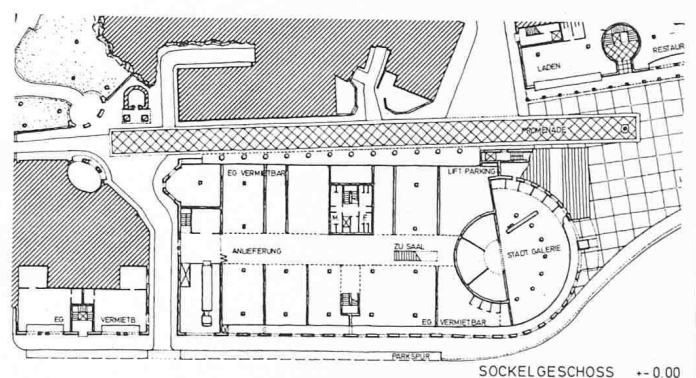 LADEN
RESTAUR
PROMENADE
EG VERMIETBAR
LIFT PARKING
M
F
ANLIEFERUNG
ZU SAAL
STÄDT. GALERIE
EG VERMIETB.
EG VERMIETBAR
PARKSPUR
SOCKELGESCHOSS +- 0.00